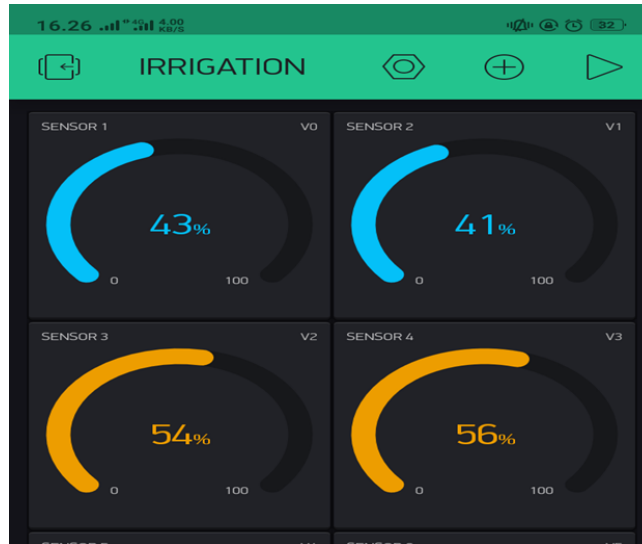 16.26 4G 4.00 KB/S 32
IRRIGATION
SENSOR 1 V0
43%
0 100
SENSOR 2 V1
41%
0 100
SENSOR 3 V2
54%
0 100
SENSOR 4 V3
56%
0 100